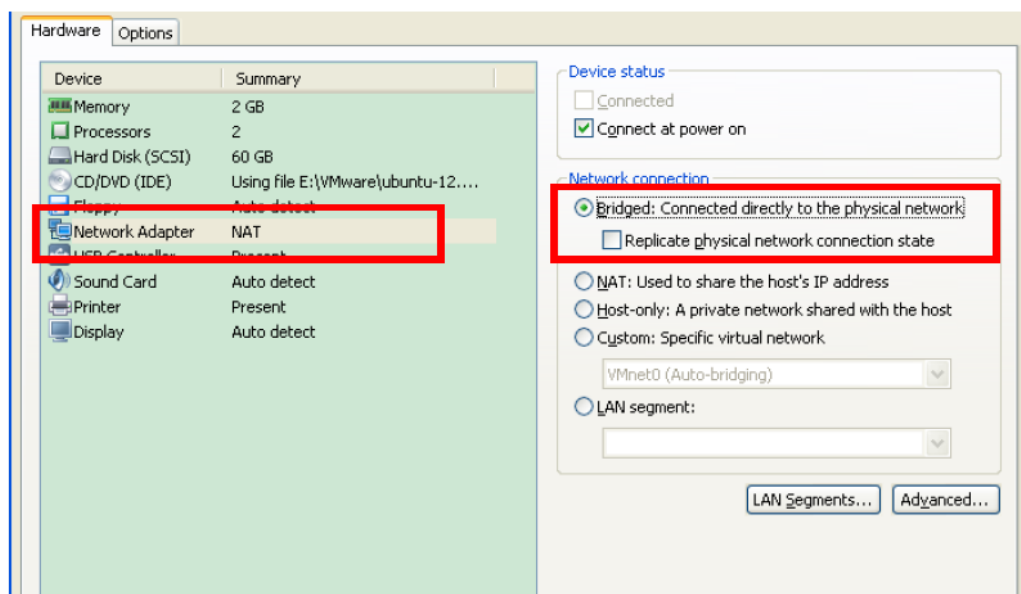 Hardware Options
Device Summary
Memory 2 GB
Processors 2
Hard Disk (SCSI) 60 GB
CD/DVD (IDE) Using file E:\VMware\ubuntu-12....
Floppy Auto detect
Network Adapter NAT
USB Controller Present
Sound Card Auto detect
Printer Present
Display Auto detect
Device status
Connected
Connect at power on
Network connection
Bridged: Connected directly to the physical network
Replicate physical network connection state
NAT: Used to share the host's IP address
Host-only: A private network shared with the host
Custom: Specific virtual network
VMnet0 (Auto-bridging)
LAN segment:
LAN Segments... Advanced...